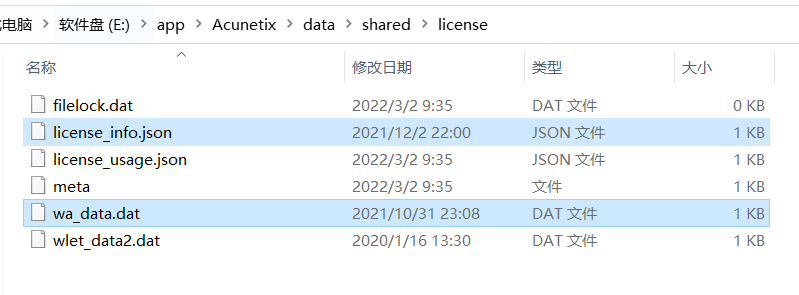 电脑 › 软件盘 (E:) › app › Acunetix › data › shared › license
名称 修改日期 类型 大小
filelock.dat 2022/3/2 9:35 DAT 文件 0 KB
license_info.json 2021/12/2 22:00 JSON 文件 1 KB
license_usage.json 2022/3/2 9:35 JSON 文件 1 KB
meta 2022/3/2 9:35 文件 1 KB
wa_data.dat 2021/10/31 23:08 DAT 文件 1 KB
wlet_data2.dat 2020/1/16 13:30 DAT 文件 1 KB